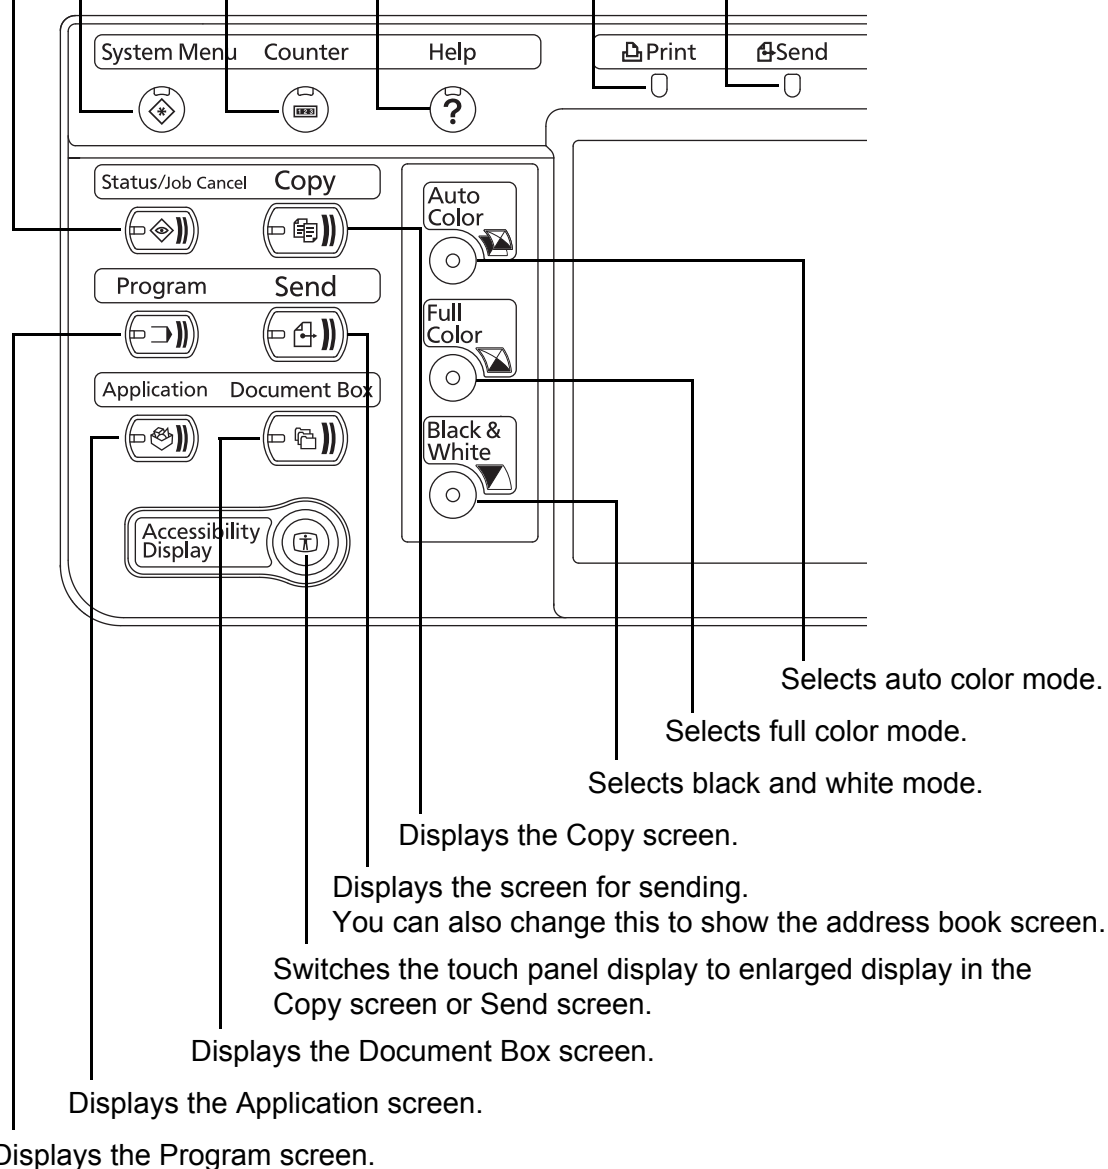 System Menu Counter Help Print Send
123
?
Status/Job Cancel Copy
Auto
Color
Program Send
Full
Color
Application Document Box
Black &
White
Accessibility
Display
Selects auto color mode.
Selects full color mode.
Selects black and white mode.
Displays the Copy screen.
Displays the screen for sending.
You can also change this to show the address book screen.
Switches the touch panel display to enlarged display in the
Copy screen or Send screen.
Displays the Document Box screen.
Displays the Application screen.
Displays the Program screen.